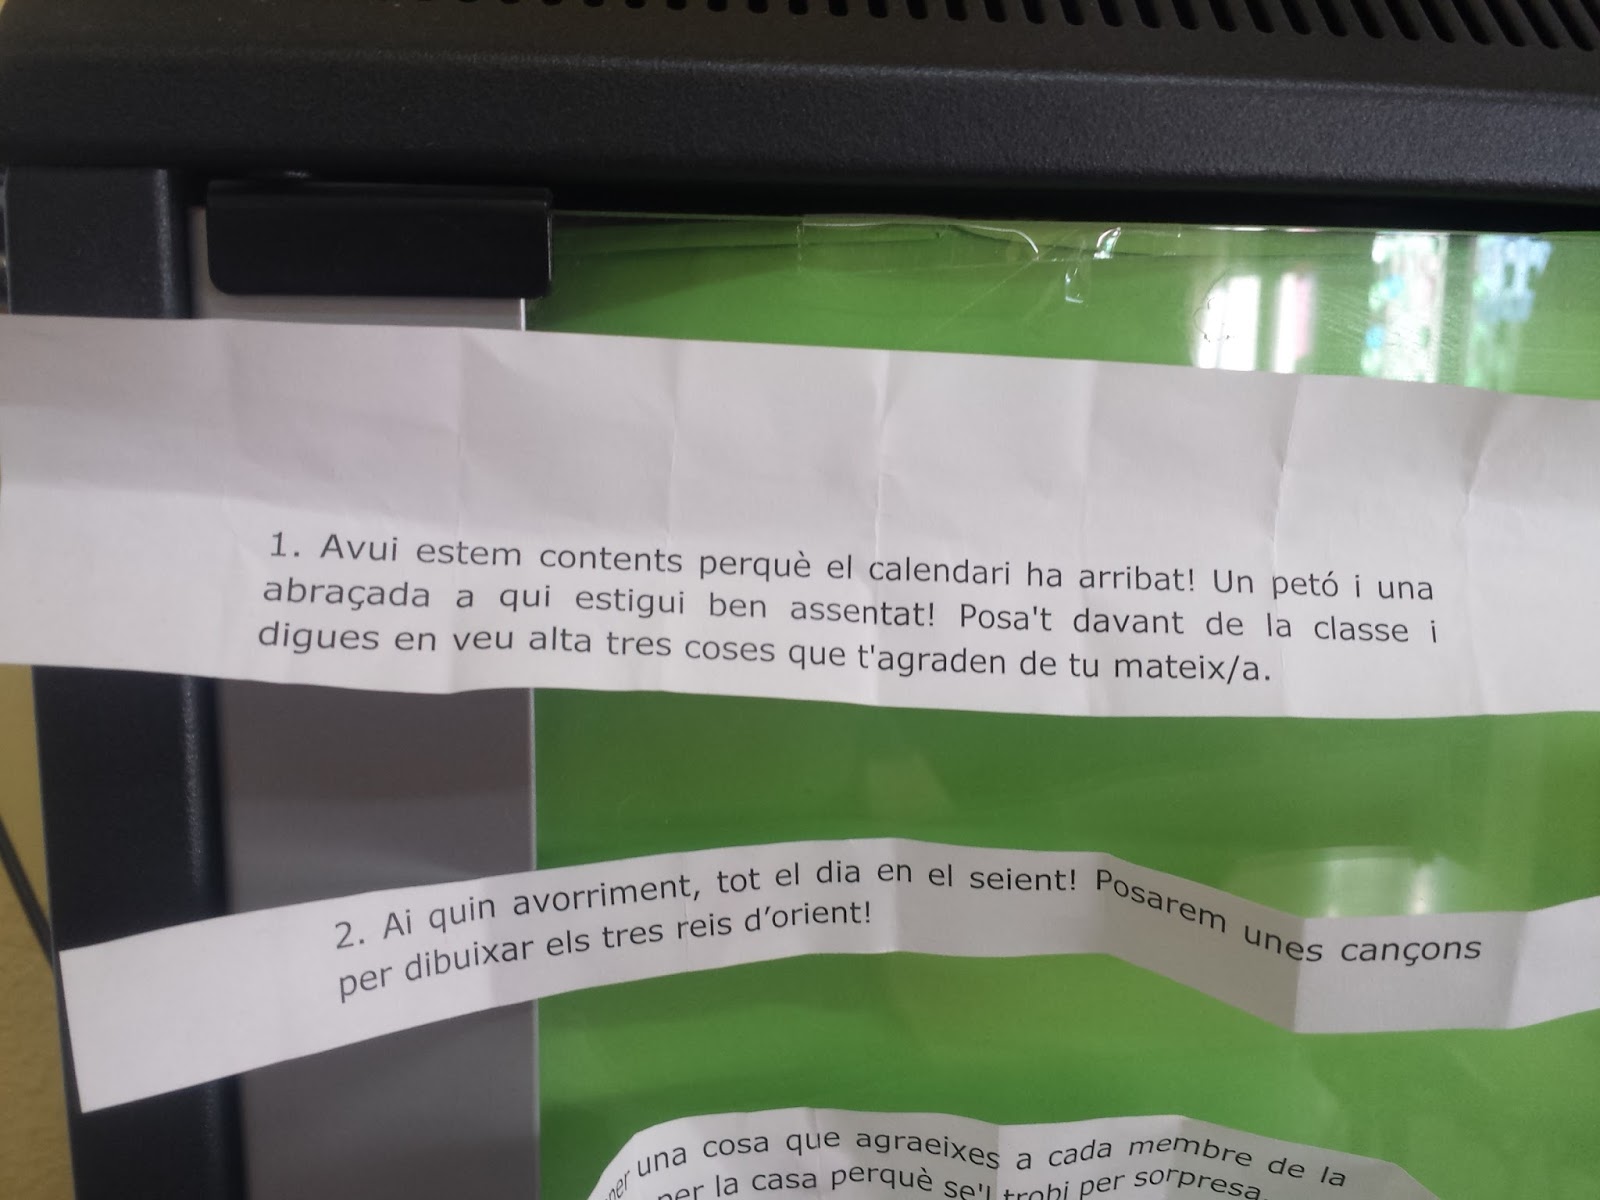 1. Avui estem contents perquè el calendari ha arribat! Un petó i una
abraçada a qui estigui ben assentat! Posa't davant de la classe i
digues en veu alta tres coses que t'agraden de tu mateix/a.
2. Ai quin avorriment, tot el dia en el seient! Posarem unes cançons
per dibuixar els tres reis d’orient!
una cosa que agraeixes a cada membre de la
per la casa perquè se'l trobi per sorpresa.